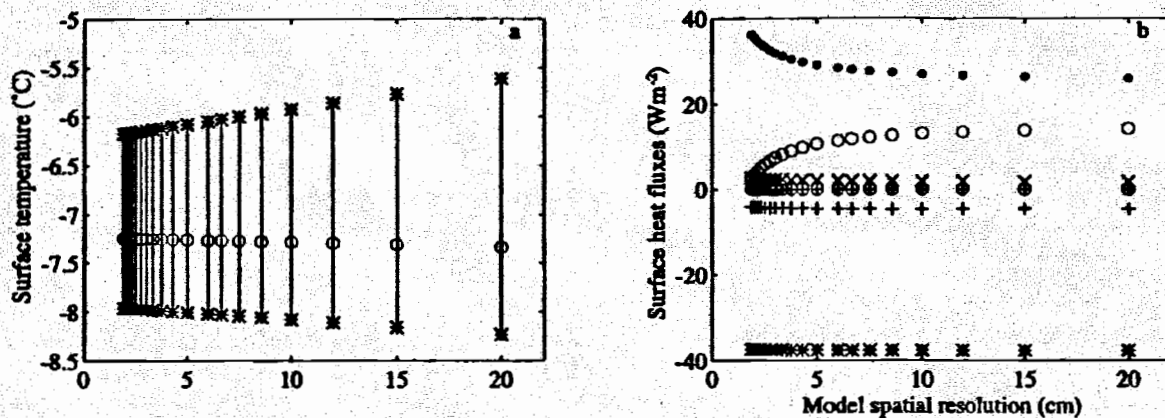 a
Surface temperature (°C)
-5
-5.5
-6
-6.5
-7
-7.5
-8
-8.5
0 5 10 15 20
b
Surface heat fluxes (Wm⁻²)
40
20
0
-20
-40
0 5 10 15 20
Model spatial resolution (cm)